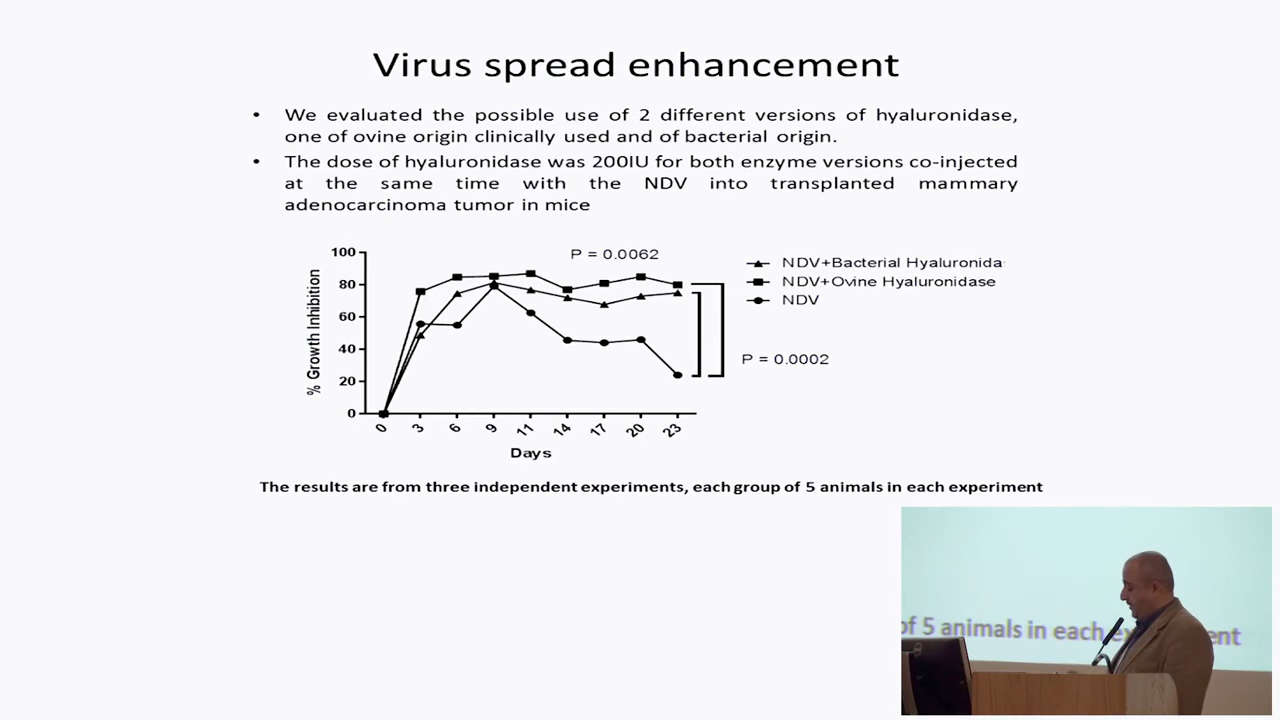 Virus spread enhancement
• We evaluated the possible use of 2 different versions of hyaluronidase,
one of ovine origin clinically used and of bacterial origin.
• The dose of hyaluronidase was 200IU for both enzyme versions co-injected
at the same time with the NDV into transplanted mammary
adenocarcinoma tumor in mice
P = 0.0062
NDV+Bacterial Hyaluronida
NDV+Ovine Hyaluronidase
NDV
P = 0.0002
% Growth Inhibition
100
80
60
40
20
0
0 3 6 9 11 14 17 20 23
Days
The results are from three independent experiments, each group of 5 animals in each experiment
of 5 animals in each ex ent